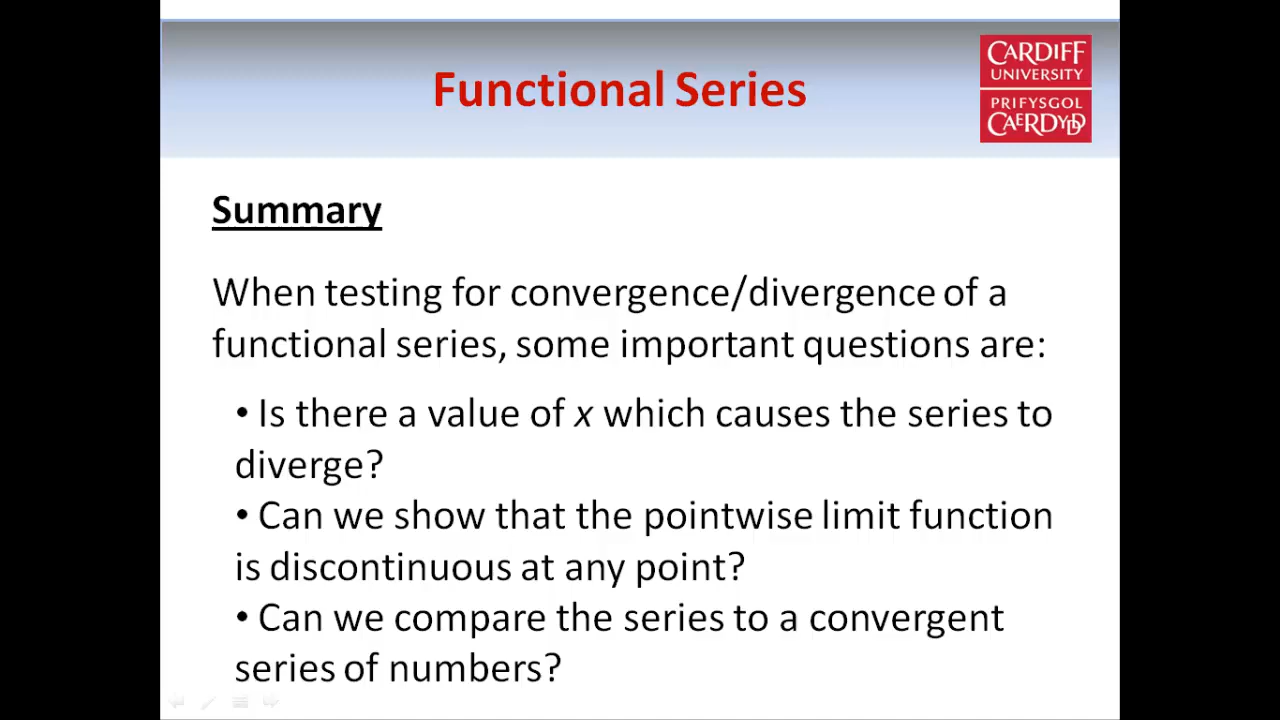 Functional Series
CARDIFF
UNIVERSITY
PRIFYSGOL
CAERDYDD
Summary
When testing for convergence/divergence of a
functional series, some important questions are:
• Is there a value of x which causes the series to
diverge?
• Can we show that the pointwise limit function
is discontinuous at any point?
• Can we compare the series to a convergent
series of numbers?